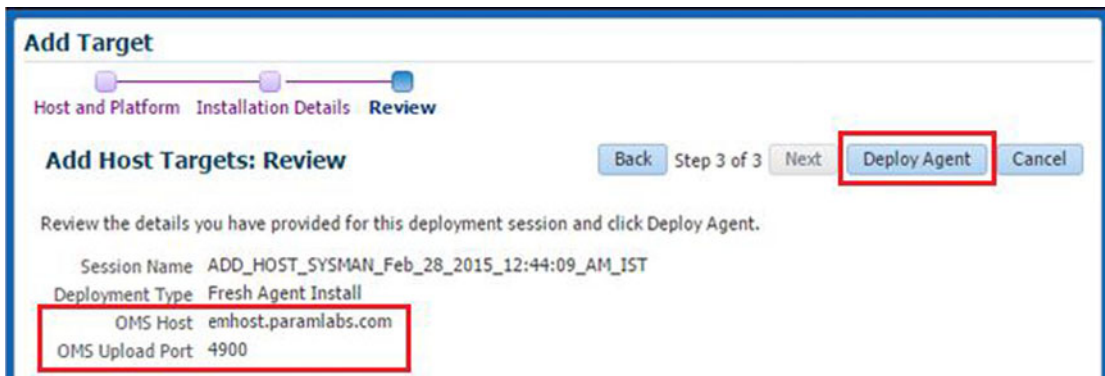 Add Target
Host and Platform Installation Details Review
Add Host Targets: Review
Back Step 3 of 3 Next Deploy Agent Cancel
Review the details you have provided for this deployment session and click Deploy Agent.
Session Name ADD_HOST_SYSMAN_Feb_28_2015_12:44:09_AM_IST
Deployment Type Fresh Agent Install
OMS Host emhost.paramlabs.com
OMS Upload Port 4900